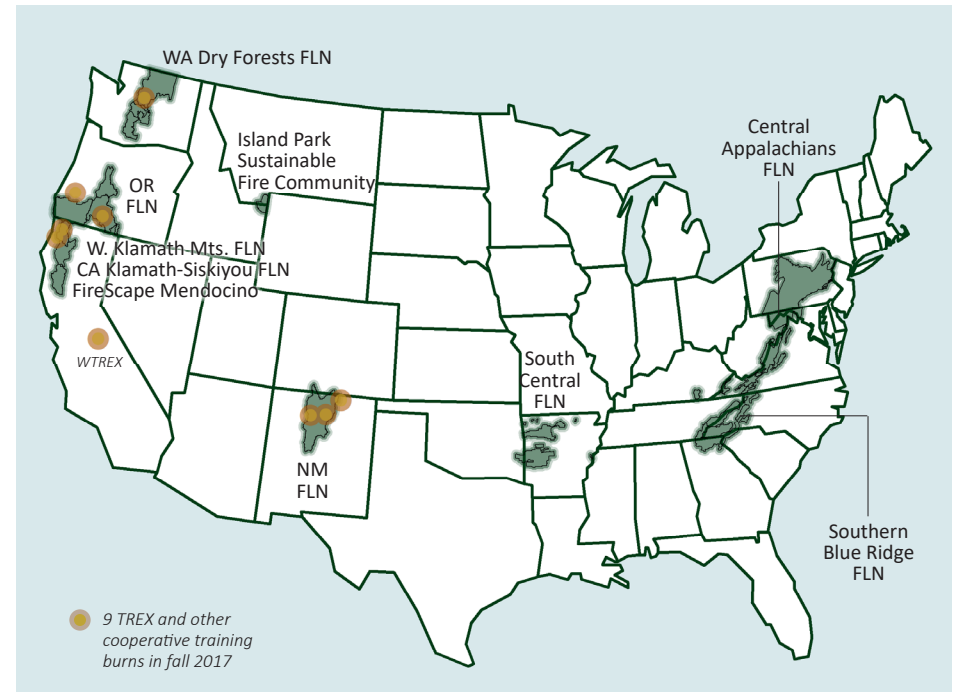 WA Dry Forests FLN
Island Park
Sustainable
Fire Community
Central
Appalachians
FLN
OR
FLN
W. Klamath Mts. FLN
CA Klamath-Siskiyou FLN
FireScape Mendocino
WTREX
South
Central
FLN
NM
FLN
Southern
Blue Ridge
FLN
9 TREX and other
cooperative training
burns in fall 2017